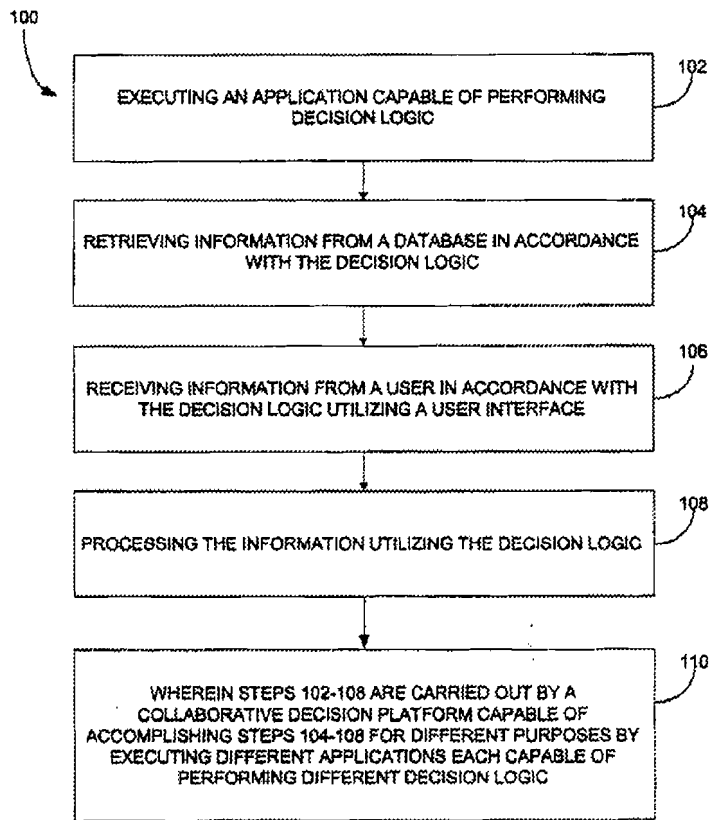 100
EXECUTING AN APPLICATION CAPABLE OF PERFORMING
DECISION LOGIC
102
RETRIEVING INFORMATION FROM A DATABASE IN ACCORDANCE
WITH THE DECISION LOGIC
104
RECEIVING INFORMATION FROM A USER IN ACCORDANCE WITH
THE DECISION LOGIC UTILIZING A USER INTERFACE
106
PROCESSING THE INFORMATION UTILIZING THE DECISION LOGIC
108
WHEREIN STEPS 102-108 ARE CARRIED OUT BY A
COLLABORATIVE DECISION PLATFORM CAPABLE OF
ACCOMPLISHING STEPS 104-108 FOR DIFFERENT PURPOSES BY
EXECUTING DIFFERENT APPLICATIONS EACH CAPABLE OF
PERFORMING DIFFERENT DECISION LOGIC
110